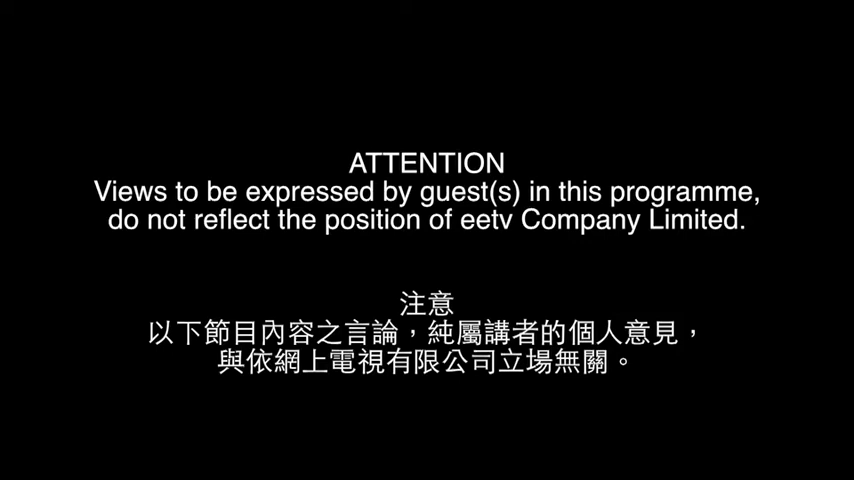 ATTENTION
Views to be expressed by guest(s) in this programme,
do not reflect the position of eetv Company Limited.
注意
以下節目內容之言論，純屬講者的個人意見，
與依網上電視有限公司立場無關。